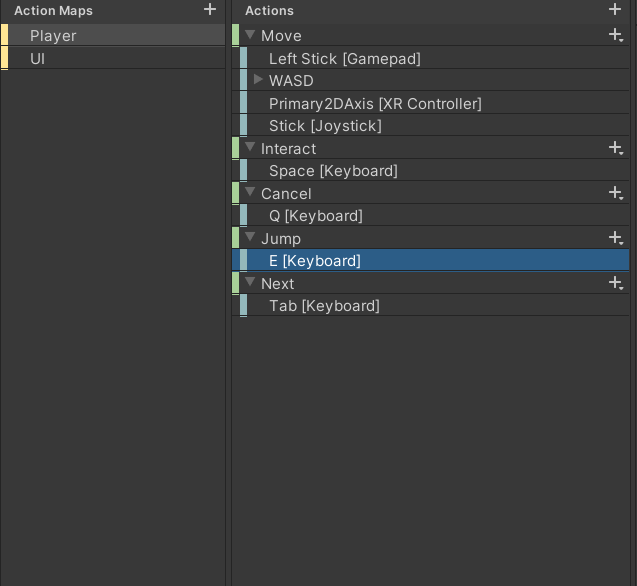 Action Maps
Player
UI
Actions
Move
Left Stick [Gamepad]
WASD
Primary2DAxis [XR Controller]
Stick [Joystick]
Interact
Space [Keyboard]
Cancel
Q [Keyboard]
Jump
E [Keyboard]
Next
Tab [Keyboard]